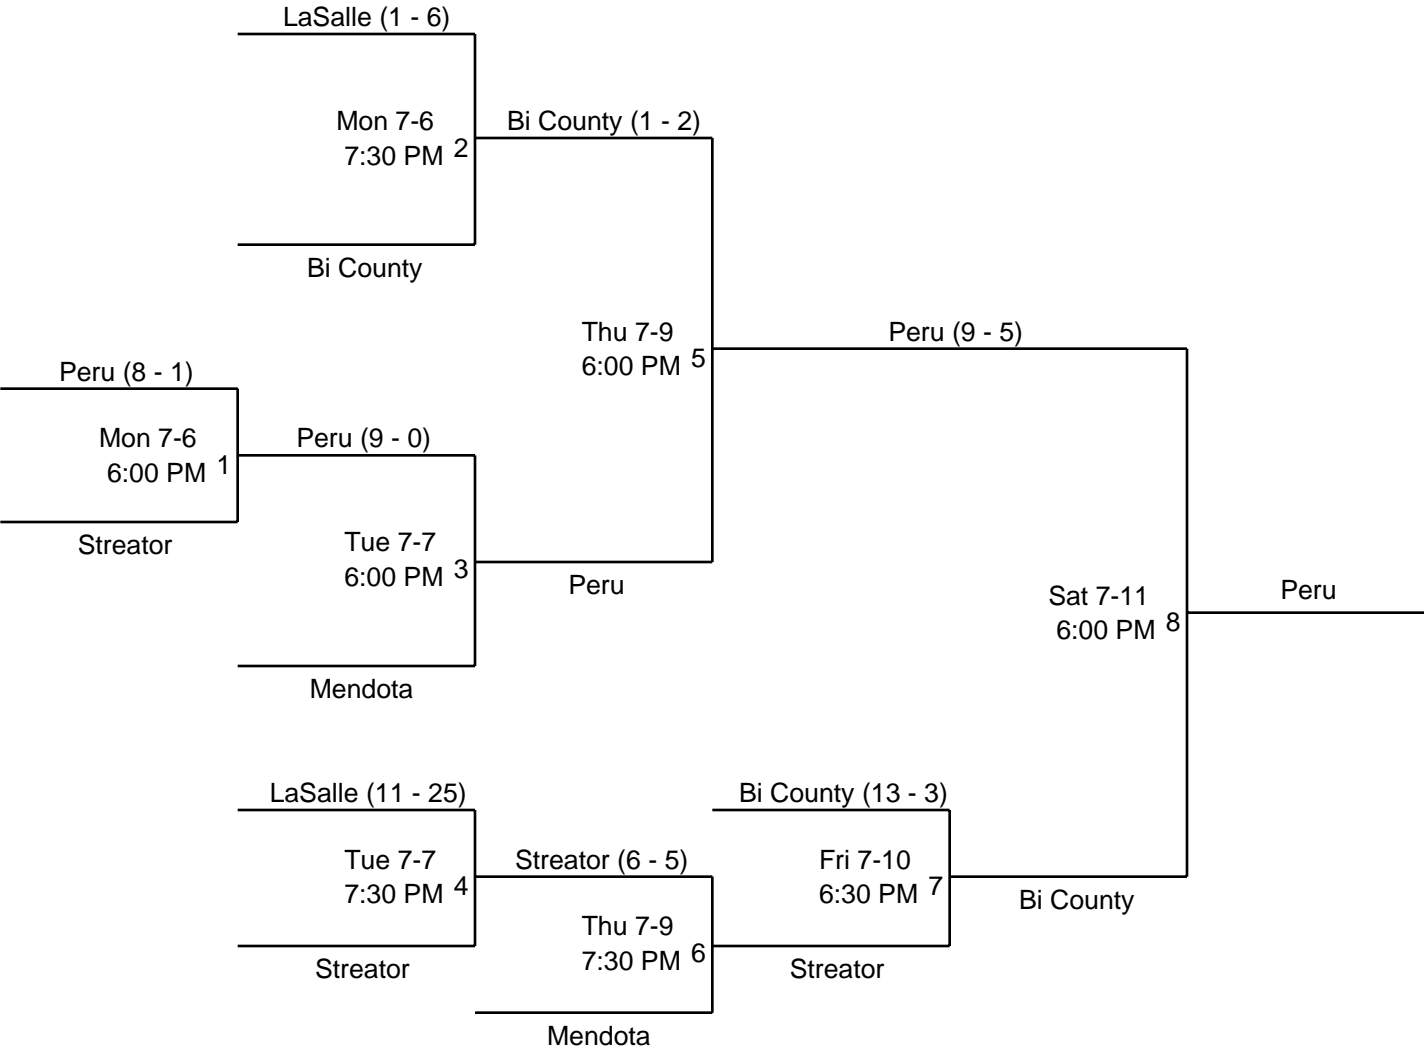 LaSalle (1 - 6)
Mon 7-6
7:30 PM 2
Bi County (1 - 2)
Bi County
Thu 7-9
6:00 PM 5
Peru (9 - 5)
Peru (8 - 1)
Mon 7-6
6:00 PM 1
Peru (9 - 0)
Streator
Tue 7-7
6:00 PM 3
Peru
Mendota
Sat 7-11
6:00 PM 8
Peru
LaSalle (11 - 25)
Tue 7-7
7:30 PM 4
Streator (6 - 5)
Streator
Thu 7-9
7:30 PM 6
Mendota
Bi County (13 - 3)
Fri 7-10
6:30 PM 7
Bi County
Streator